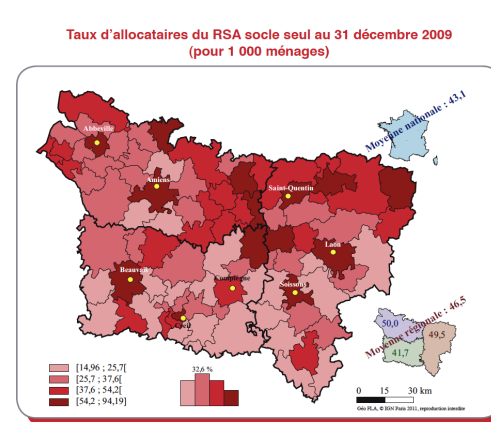 Taux d'allocataires du RSA socle seul au 31 décembre 2009
(pour 1 000 ménages)
Moyenne nationale : 43,1
Abbeville
Amiens
Saint-Quentin
Laon
Beauvais
Compiègne
Soissons
Creil
Moyenne régionale : 46,5
50,0
49,5
41,7
[14,96 ; 25,7[
[25,7 ; 37,6[
[37,6 ; 54,2[
[54,2 ; 94,19]
32,6 %
0 15 30 km
Géo FLA, © IGN Paris 2011, reproduction interdite